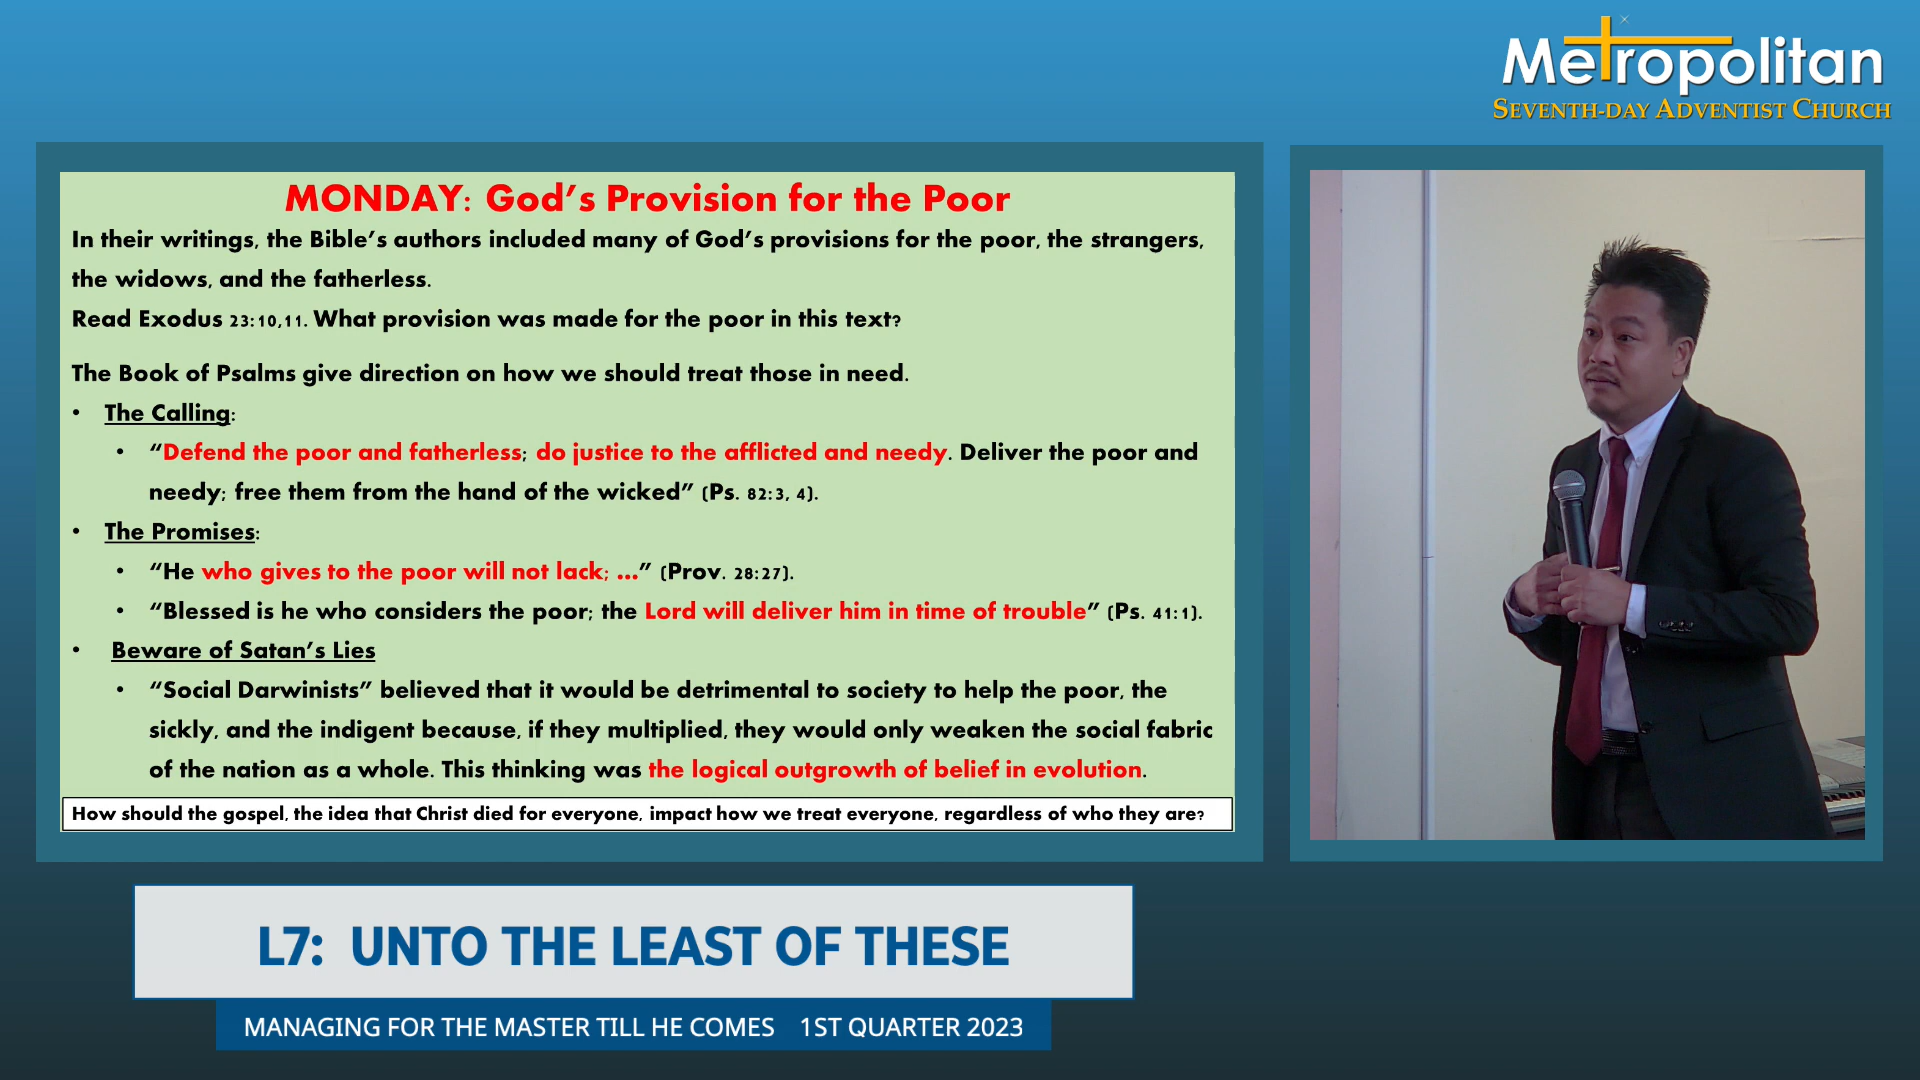 Metropolitan
SEVENTH-DAY ADVENTIST CHURCH
MONDAY: God’s Provision for the Poor
In their writings, the Bible’s authors included many of God’s provisions for the poor, the strangers,
the widows, and the fatherless.
Read Exodus 23:10,11. What provision was made for the poor in this text?
The Book of Psalms give direction on how we should treat those in need.
• The Calling:
• “Defend the poor and fatherless; do justice to the afflicted and needy. Deliver the poor and
needy; free them from the hand of the wicked” (Ps. 82:3, 4).
• The Promises:
• “He who gives to the poor will not lack; ...” (Prov. 28:27).
• “Blessed is he who considers the poor; the Lord will deliver him in time of trouble” (Ps. 41:1).
• Beware of Satan’s Lies
• “Social Darwinists” believed that it would be detrimental to society to help the poor, the
sickly, and the indigent because, if they multiplied, they would only weaken the social fabric
of the nation as a whole. This thinking was the logical outgrowth of belief in evolution.
How should the gospel, the idea that Christ died for everyone, impact how we treat everyone, regardless of who they are?
L7: UNTO THE LEAST OF THESE
MANAGING FOR THE MASTER TILL HE COMES 1ST QUARTER 2023